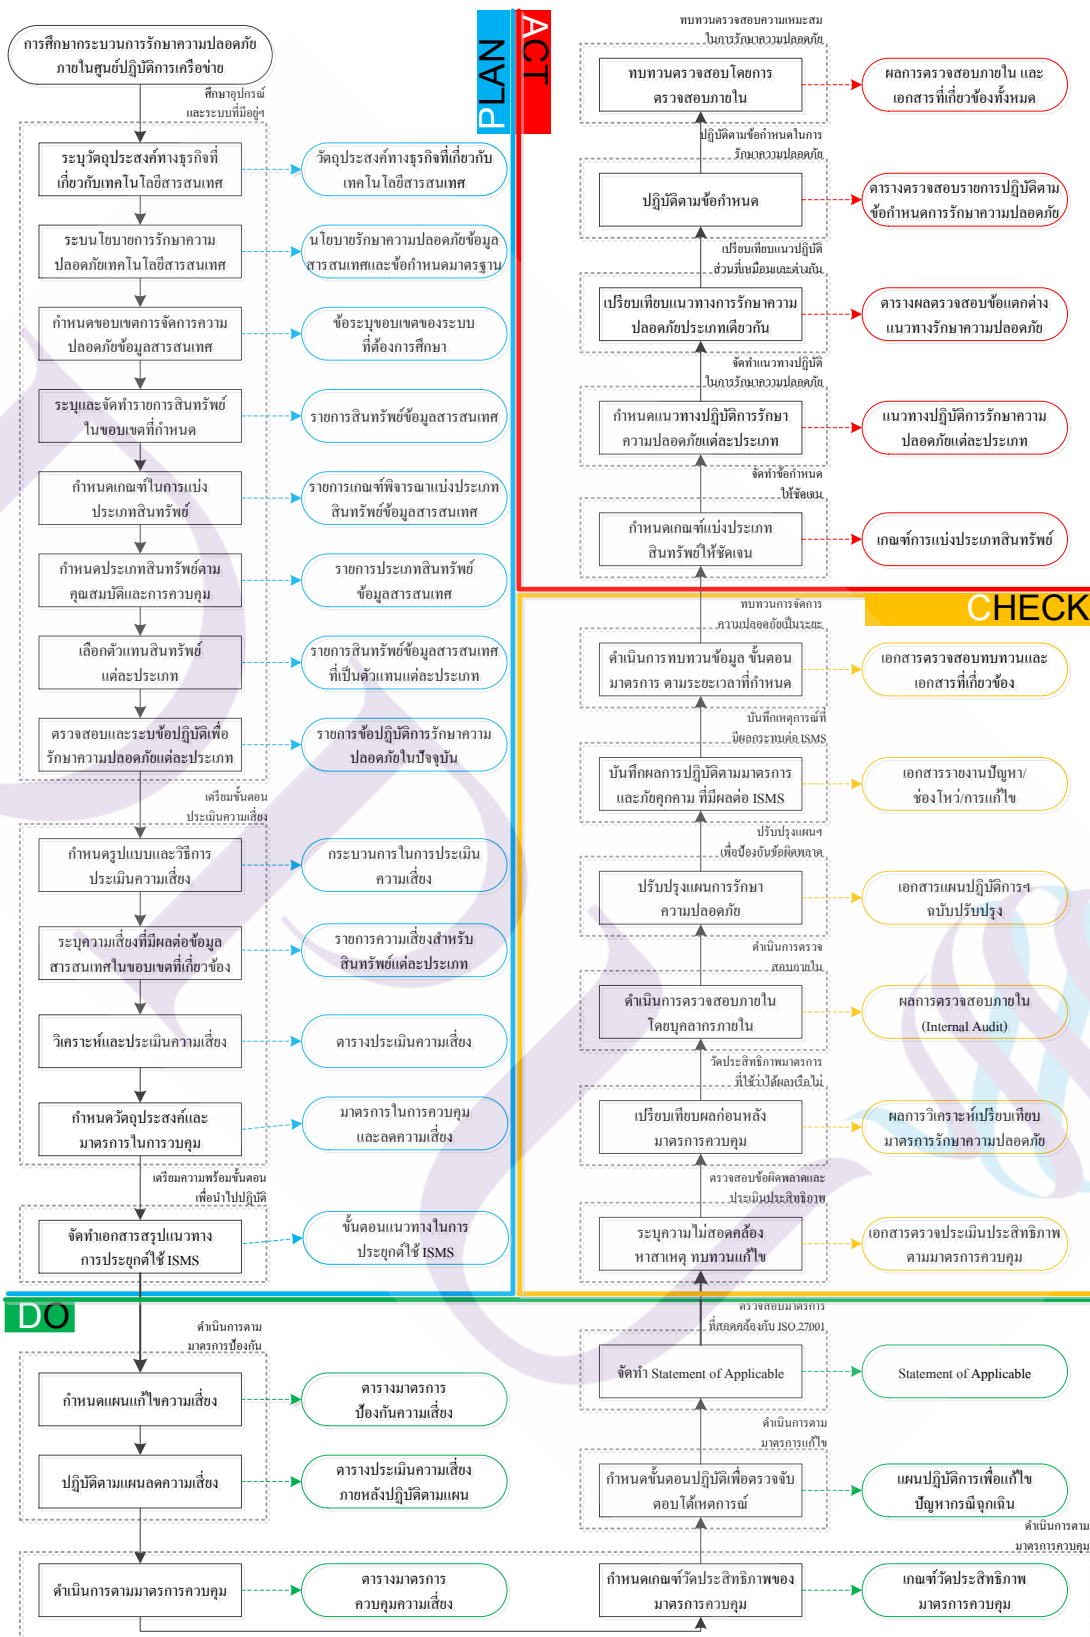 การศึกษากระบวนการรักษาความปลอดภัย
ภายในศูนย์ปฏิบัติการเครือข่าย
PLAN
ศึกษาอุปกรณ์
และระบบที่มีอยู่ฯ
ระบุวัตถุประสงค์ทางธุรกิจที่
เกี่ยวกับเทคโนโลยีสารสนเทศ
วัตถุประสงค์ทางธุรกิจที่เกี่ยวกับ
เทคโนโลยีสารสนเทศ
ระบุนโยบายการรักษาความ
ปลอดภัยเทคโนโลยีสารสนเทศ
นโยบายรักษาความปลอดภัยข้อมูล
สารสนเทศและข้อกำหนดมาตรฐาน
กำหนดขอบเขตการจัดการความ
ปลอดภัยข้อมูลสารสนเทศ
ข้อระบุขอบเขตของระบบ
ที่ต้องการศึกษา
ระบุและจัดทำรายการสินทรัพย์
ในขอบเขตที่กำหนด
รายการสินทรัพย์ข้อมูลสารสนเทศ
กำหนดเกณฑ์ในการแบ่ง
ประเภทสินทรัพย์
รายการเกณฑ์พิจารณาแบ่งประเภท
สินทรัพย์ข้อมูลสารสนเทศ
กำหนดประเภทสินทรัพย์ตาม
คุณสมบัติและการควบคุม
รายการประเภทสินทรัพย์
ข้อมูลสารสนเทศ
เลือกตัวแทนสินทรัพย์
แต่ละประเภท
รายการสินทรัพย์ข้อมูลสารสนเทศ
ที่เป็นตัวแทนแต่ละประเภท
ตรวจสอบและระบุข้อปฏิบัติเพื่อ
รักษาความปลอดภัยแต่ละประเภท
รายการข้อปฏิบัติการรักษาความ
ปลอดภัยในปัจจุบัน
เตรียมขั้นตอน
ประเมินความเสี่ยง
กำหนดรูปแบบและวิธีการ
ประเมินความเสี่ยง
กระบวนการในการประเมิน
ความเสี่ยง
ระบุความเสี่ยงที่มีผลต่อข้อมูล
สารสนเทศในขอบเขตที่เกี่ยวข้อง
รายการความเสี่ยงสำหรับ
สินทรัพย์แต่ละประเภท
วิเคราะห์และประเมินความเสี่ยง
ตารางประเมินความเสี่ยง
กำหนดวัตถุประสงค์และ
มาตรการในการวบคุม
มาตรการในการควบคุม
และลดความเสี่ยง
เตรียมความพร้อมขั้นตอน
เพื่อนำไปปฏิบัติ
จัดทำเอกสารสรุปแนวทาง
การประยุกต์ใช้ ISMS
ขั้นตอนแนวทางในการ
ประยุกต์ใช้ ISMS
DO
ดำเนินการตาม
มาตรการป้องกัน
กำหนดแผนแก้ไขความเสี่ยง
ตารางมาตรการ
ป้องกันความเสี่ยง
ปฏิบัติตามแผนลดความเสี่ยง
ตารางประเมินความเสี่ยง
ภายหลังปฏิบัติตามแผน
ดำเนินการตามมาตรการควบคุม
ตารางมาตรการ
ควบคุมความเสี่ยง
ACT
ทบทวนตรวจสอบความเหมะสม
ในการรักษาความปลอดภัย
ทบทวนตรวจสอบโดยการ
ตรวจสอบภายใน
ผลการตรวจสอบภายใน และ
เอกสารที่เกี่ยวข้องทั้งหมด
ปฏิบัติตามข้อกำหนดในการ
รักษาความปลอดภัย
ปฏิบัติตามข้อกำหนด
ตารางตรวจสอบรายการปฏิบัติตาม
ข้อกำหนดการรักษาความปลอดภัย
เปรียบเทียบแนวปฏิบัติ
ส่วนที่เหมือนและต่างกัน
เปรียบเทียบแนวทางการรักษาความ
ปลอดภัยประเภทเดียวกัน
ตารางผลตรวจสอบข้อแตกต่าง
แนวทางรักษาความปลอดภัย
จัดทำแนวทางปฏิบัติ
ในการรักษาความปลอดภัย
กำหนดแนวทางปฏิบัติการรักษา
ความปลอดภัยแต่ละประเภท
แนวทางปฏิบัติการรักษาความ
ปลอดภัยแต่ละประเภท
จัดทำข้อกำหนด
ให้ชัดเจน
กำหนดเกณฑ์แบ่งประเภท
สินทรัพย์ให้ชัดเจน
เกณฑ์การแบ่งประเภทสินทรัพย์
CHECK
ทบทวนการจัดการ
ความปลอดภัยเป็นระยะ
ดำเนินการทบทวนข้อมูล ขั้นตอน
มาตรการ ตามระยะเวลาที่กำหนด
เอกสารตรวจสอบทบทวนและ
เอกสารที่เกี่ยวข้อง
บันทึกเหตุการณ์ที่
มีผลกระทบต่อ ISMS
บันทึกผลการปฏิบัติตามมาตรการ
และภัยคุกคาม ที่มีผลต่อ ISMS
เอกสารรายงานปัญหา/
ช่องโหว่/การแก้ไข
ปรับปรุงแผนฯ
เพื่อป้องกันข้อผิดพลาด
ปรับปรุงแผนการรักษา
ความปลอดภัย
เอกสารแผนปฏิบัติการฯ
ฉบับปรับปรุง
ดำเนินการตรวจ
สอบภายใน
ดำเนินการตรวจสอบภายใน
โดยบุคลากรภายใน
ผลการตรวจสอบภายใน
(Internal Audit)
วัดประสิทธิภาพมาตรการ
ที่ใช้ว่าได้ผลหรือไม่
เปรียบเทียบผลก่อนหลัง
มาตรการควบคุม
ผลการวิเคราะห์เปรียบเทียบ
มาตรการรักษาความปลอดภัย
ตรวจสอบข้อผิดพลาดและ
ประเมินประสิทธิภาพ
ระบุความไม่สอดคล้อง
หาสาเหตุ ทบทวนแก้ไข
เอกสารตรวจประเมินประสิทธิภาพ
ตามมาตรการควบคุม
ตรวจสอบมาตรการ
ที่สอดคล้องกับ ISO 27001
จัดทำ Statement of Applicable
Statement of Applicable
ดำเนินการตาม
มาตรการแก้ไข
กำหนดขั้นตอนปฏิบัติเพื่อตรวจจับ
ตอบโต้เหตการณ์
แผนปฏิบัติการเพื่อแก้ไข
ปัญหากรณีฉุกเฉิน
ดำเนินการตาม
มาตรการควบคุม
กำหนดเกณฑ์วัดประสิทธิภาพของ
มาตรการควบคุม
เกณฑ์วัดประสิทธิภาพ
มาตรการควบคุม